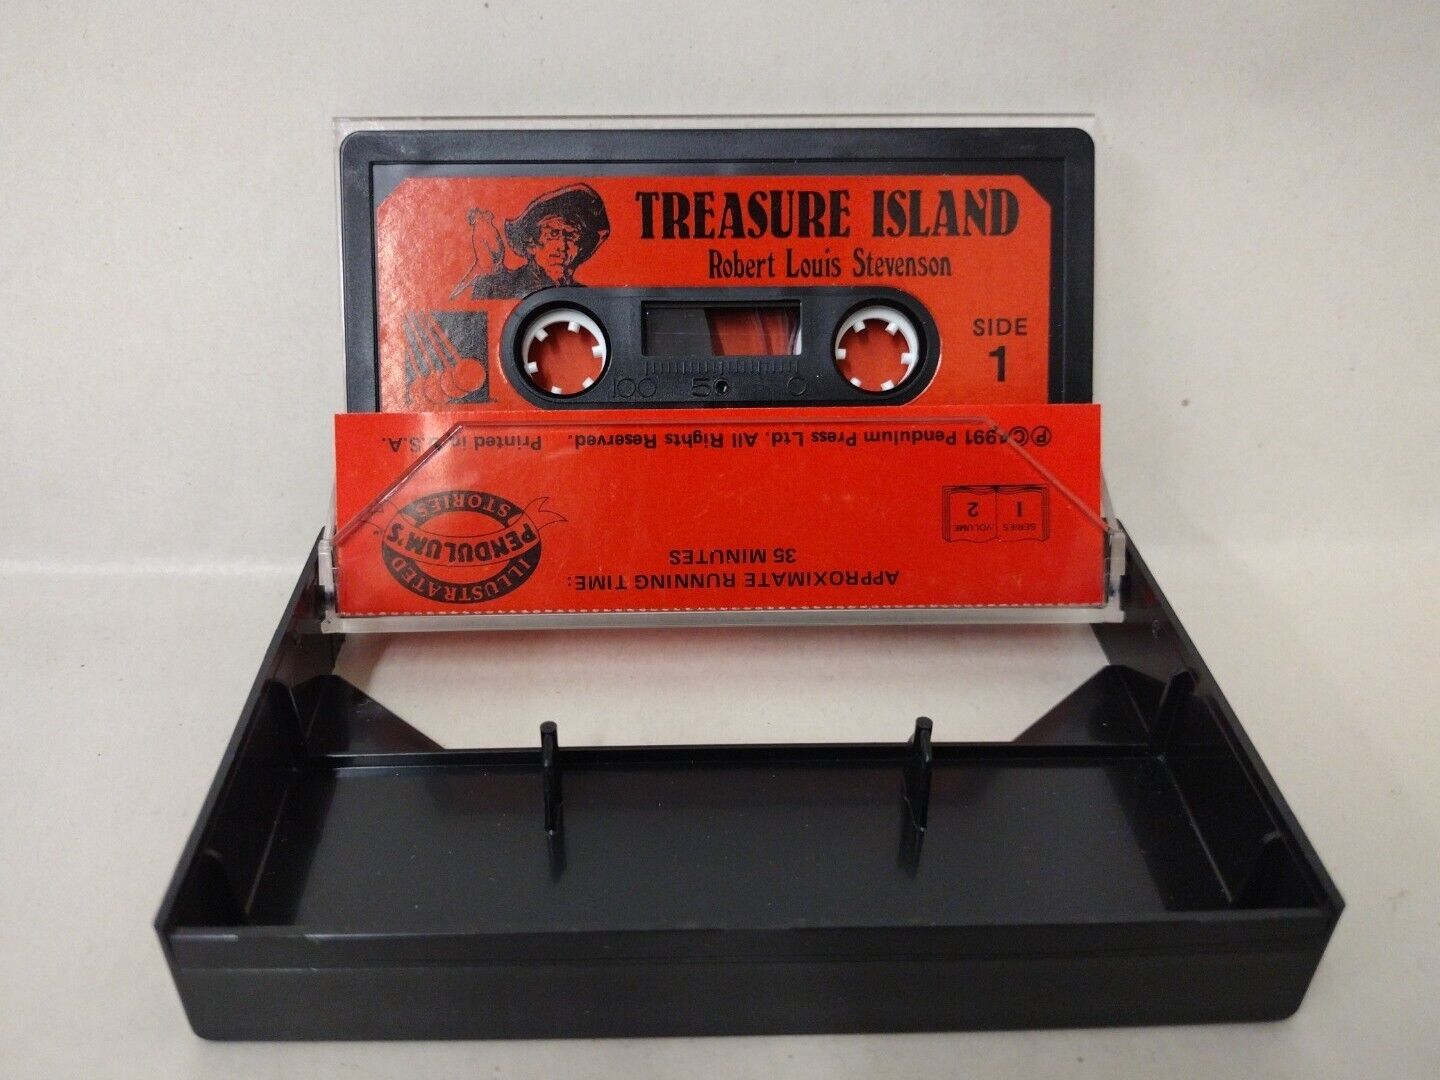 TREASURE ISLAND
Robert Louis Stevenson
SIDE
1
100 50 0
Ⓟ©1991 Pendulum Press Ltd. All Rights Reserved. Printed in U.S.A.
SERIES VOLUME
1 2
APPROXIMATE RUNNING TIME:
35 MINUTES
PENDULUM'S
ILLUSTRATED
STORIES